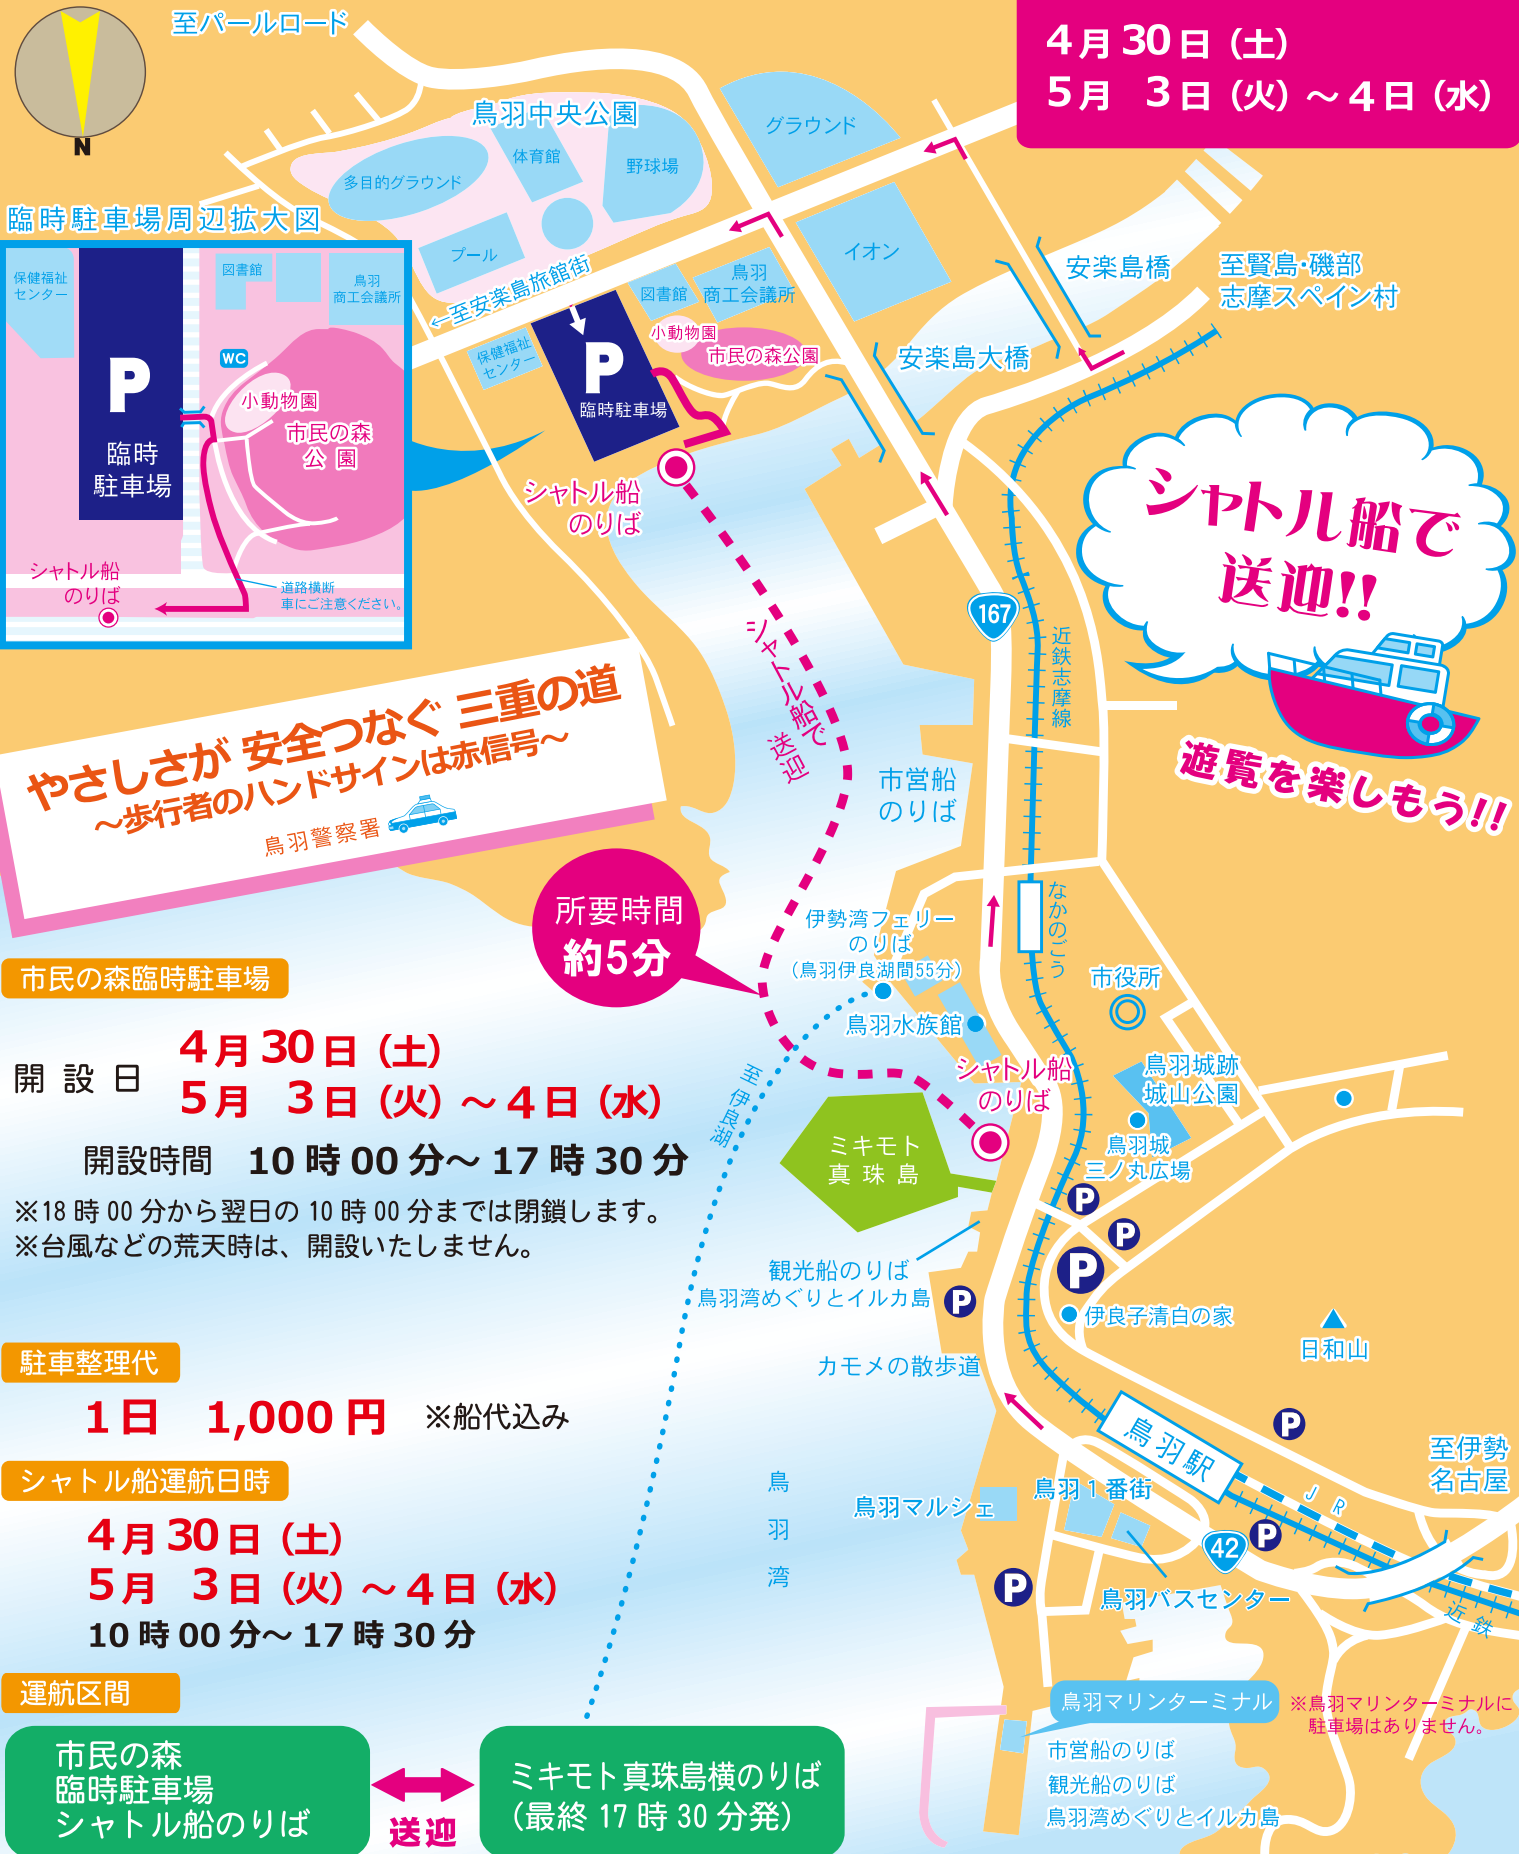 4月30日（土）
5月　3日（火）～4日（水）
至パールロード
N
鳥羽中央公園
体育館
野球場
多目的グラウンド
プール
グラウンド
イオン
←至安楽島旅館街
図書館
鳥羽
商工会議所
小動物園
市民の森公園
保健福祉
センター
P
臨時駐車場
シャトル船
のりば
安楽島橋
安楽島大橋
至賢島・磯部
志摩スペイン村
臨時駐車場周辺拡大図
保健福祉
センター
P
臨時
駐車場
図書館
鳥羽
商工会議所
WC
小動物園
市民の森
公園
シャトル船
のりば
道路横断
車にご注意ください。
シャトル船で
送迎!!
遊覧を楽しもう!!
167
近鉄志摩線
シャトル船で
送迎
やさしさが 安全つなぐ 三重の道
～歩行者のハンドサインは赤信号～
鳥羽警察署
市営船
のりば
所要時間
約5分
伊勢湾フェリー
のりば
（鳥羽伊良湖間55分）
鳥羽水族館
なかのごう
市役所
シャトル船
のりば
鳥羽城跡
城山公園
鳥羽城
三ノ丸広場
至伊良湖
ミキモト
真珠島
P
P
P
観光船のりば
鳥羽湾めぐりとイルカ島
P
伊良子清白の家
日和山
カモメの散歩道
鳥羽駅
P
至伊勢
名古屋
JR
鳥羽マルシェ
鳥羽1番街
42
P
P
鳥羽バスセンター
近鉄
鳥羽湾
鳥羽マリンターミナル
※鳥羽マリンターミナルに
駐車場はありません。
市営船のりば
観光船のりば
鳥羽湾めぐりとイルカ島
市民の森臨時駐車場
開設日
4月30日（土）
5月　3日（火）～4日（水）
開設時間　10時00分～17時30分
※18時00分から翌日の10時00分までは閉鎖します。
※台風などの荒天時は、開設いたしません。
駐車整理代
1日　1,000円　※船代込み
シャトル船運航日時
4月30日（土）
5月　3日（火）～4日（水）
10時00分～17時30分
運航区間
市民の森
臨時駐車場
シャトル船のりば
送迎
ミキモト真珠島横のりば
（最終17時30分発）